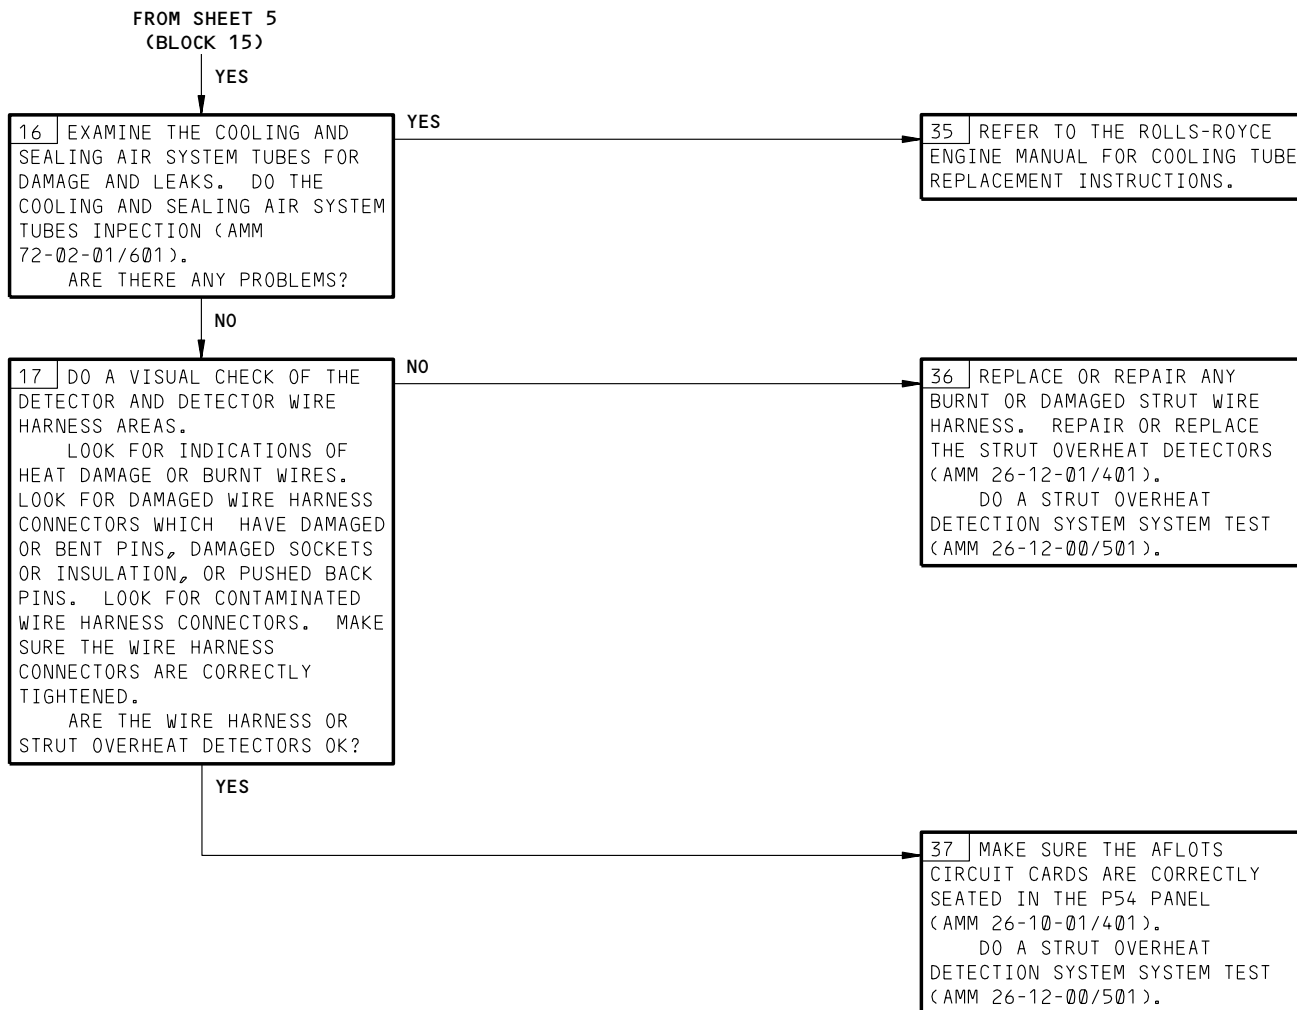 FROM SHEET 5
(BLOCK 15)
YES
16 EXAMINE THE COOLING AND
SEALING AIR SYSTEM TUBES FOR
DAMAGE AND LEAKS. DO THE
COOLING AND SEALING AIR SYSTEM
TUBES INPECTION (AMM
72-02-01/601).
ARE THERE ANY PROBLEMS?
YES
35 REFER TO THE ROLLS-ROYCE
ENGINE MANUAL FOR COOLING TUBE
REPLACEMENT INSTRUCTIONS.
NO
17 DO A VISUAL CHECK OF THE
DETECTOR AND DETECTOR WIRE
HARNESS AREAS.
LOOK FOR INDICATIONS OF
HEAT DAMAGE OR BURNT WIRES.
LOOK FOR DAMAGED WIRE HARNESS
CONNECTORS WHICH HAVE DAMAGED
OR BENT PINS, DAMAGED SOCKETS
OR INSULATION, OR PUSHED BACK
PINS. LOOK FOR CONTAMINATED
WIRE HARNESS CONNECTORS. MAKE
SURE THE WIRE HARNESS
CONNECTORS ARE CORRECTLY
TIGHTENED.
ARE THE WIRE HARNESS OR
STRUT OVERHEAT DETECTORS OK?
NO
36 REPLACE OR REPAIR ANY
BURNT OR DAMAGED STRUT WIRE
HARNESS. REPAIR OR REPLACE
THE STRUT OVERHEAT DETECTORS
(AMM 26-12-01/401).
DO A STRUT OVERHEAT
DETECTION SYSTEM SYSTEM TEST
(AMM 26-12-00/501).
YES
37 MAKE SURE THE AFLOTS
CIRCUIT CARDS ARE CORRECTLY
SEATED IN THE P54 PANEL
(AMM 26-10-01/401).
DO A STRUT OVERHEAT
DETECTION SYSTEM SYSTEM TEST
(AMM 26-12-00/501).